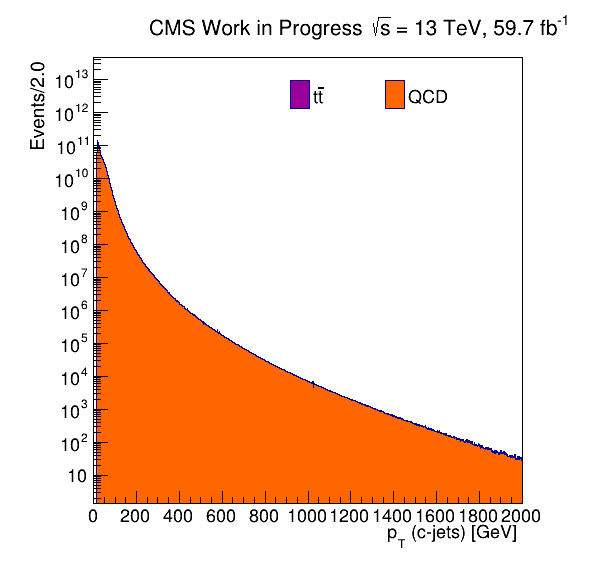 CMS Work in Progress √s = 13 TeV, 59.7 fb⁻¹
Events/2.0
tt̄ QCD
10¹³
10¹²
10¹¹
10¹⁰
10⁹
10⁸
10⁷
10⁶
10⁵
10⁴
10³
10²
10
0 200 400 600 800 1000 1200 1400 1600 1800 2000
p_T (c-jets) [GeV]